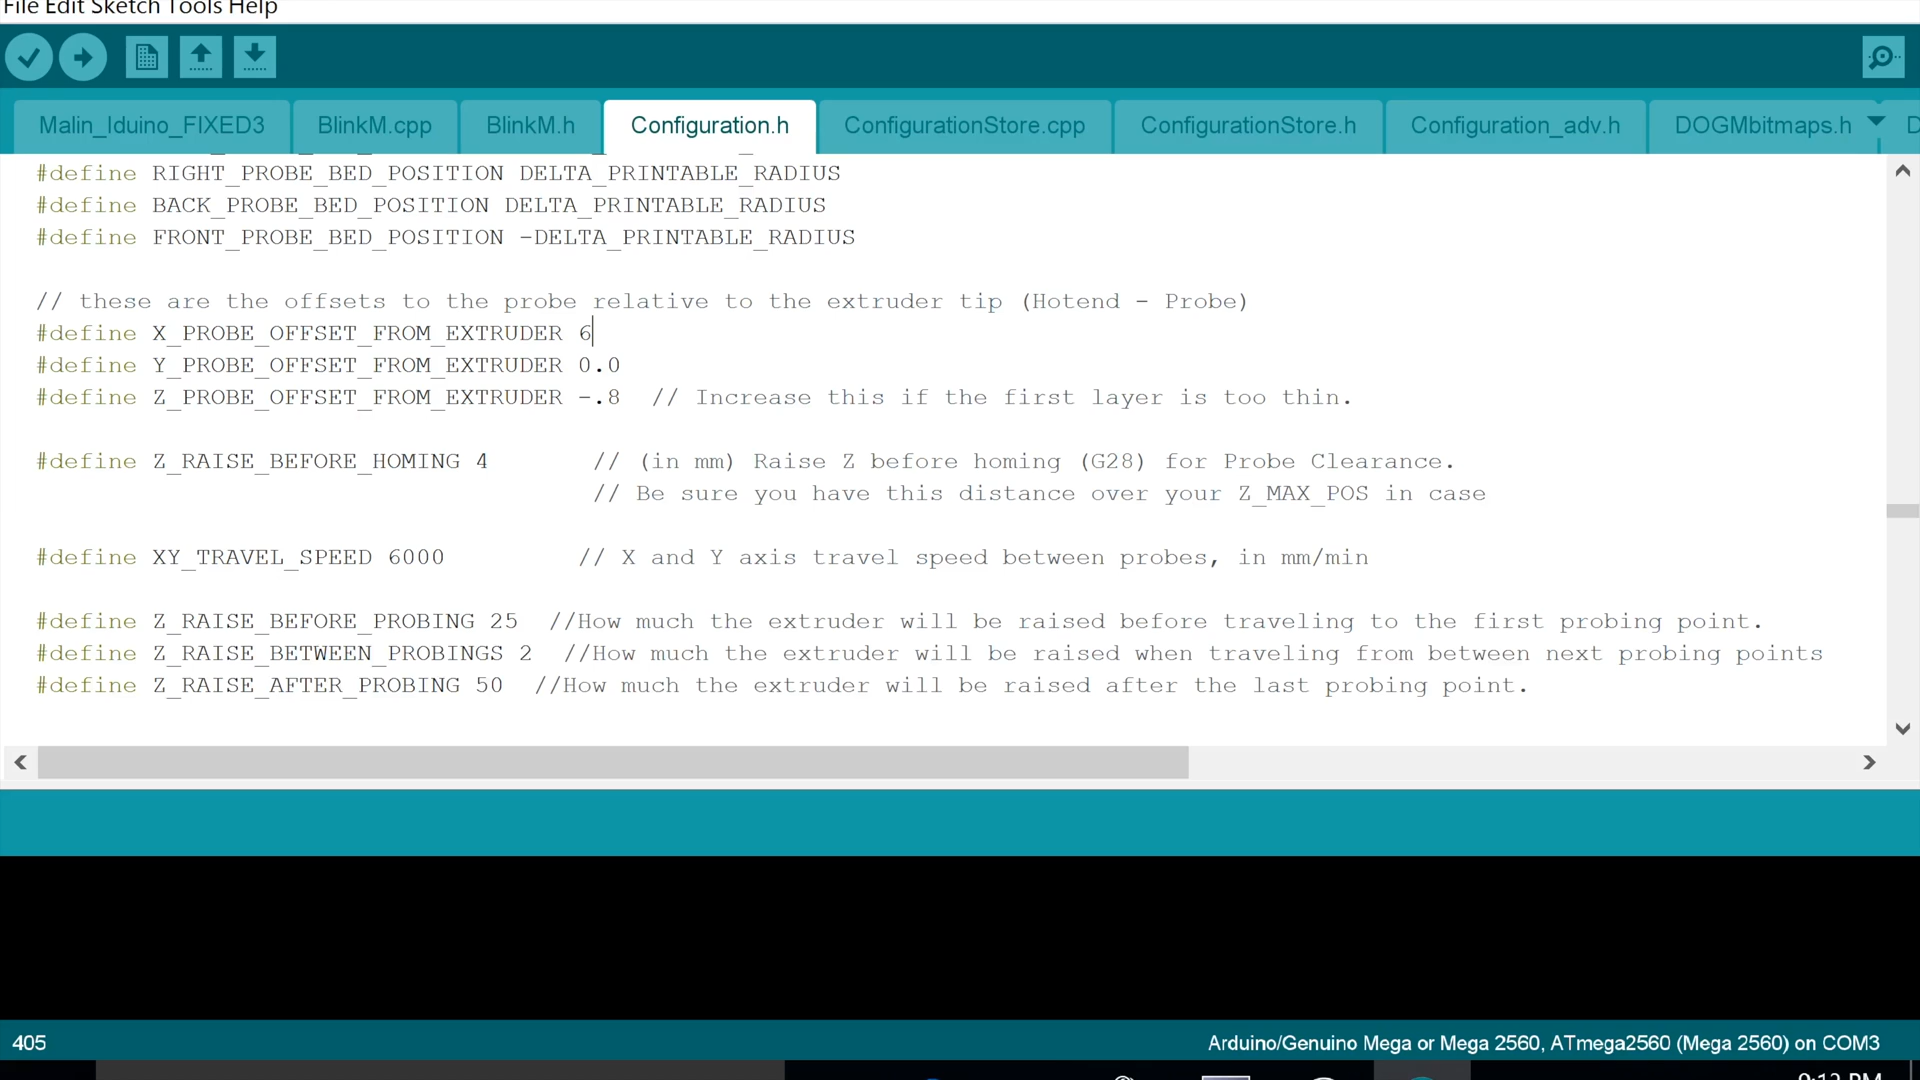 File Edit Sketch Tools Help
Malin_Iduino_FIXED3 BlinkM.cpp BlinkM.h Configuration.h ConfigurationStore.cpp ConfigurationStore.h Configuration_adv.h DOGMbitmaps.h
#define RIGHT_PROBE_BED_POSITION DELTA_PRINTABLE_RADIUS
#define BACK_PROBE_BED_POSITION DELTA_PRINTABLE_RADIUS
#define FRONT_PROBE_BED_POSITION -DELTA_PRINTABLE_RADIUS
// these are the offsets to the probe relative to the extruder tip (Hotend - Probe)
#define X_PROBE_OFFSET_FROM_EXTRUDER 6
#define Y_PROBE_OFFSET_FROM_EXTRUDER 0.0
#define Z_PROBE_OFFSET_FROM_EXTRUDER -.8 // Increase this if the first layer is too thin.
#define Z_RAISE_BEFORE_HOMING 4 // (in mm) Raise Z before homing (G28) for Probe Clearance.
// Be sure you have this distance over your Z_MAX_POS in case
#define XY_TRAVEL_SPEED 6000 // X and Y axis travel speed between probes, in mm/min
#define Z_RAISE_BEFORE_PROBING 25 //How much the extruder will be raised before traveling to the first probing point.
#define Z_RAISE_BETWEEN_PROBINGS 2 //How much the extruder will be raised when traveling from between next probing points
#define Z_RAISE_AFTER_PROBING 50 //How much the extruder will be raised after the last probing point.
405 Arduino/Genuino Mega or Mega 2560, ATmega2560 (Mega 2560) on COM3